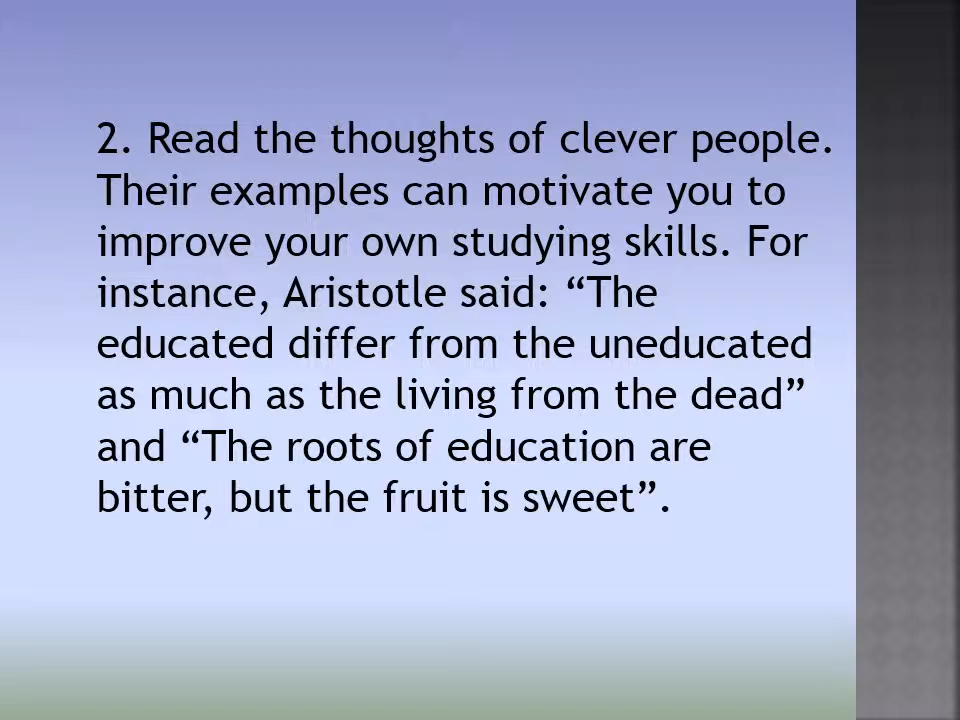 2. Read the thoughts of clever people.
Their examples can motivate you to
improve your own studying skills. For
instance, Aristotle said: “The
educated differ from the uneducated
as much as the living from the dead”
and “The roots of education are
bitter, but the fruit is sweet”.